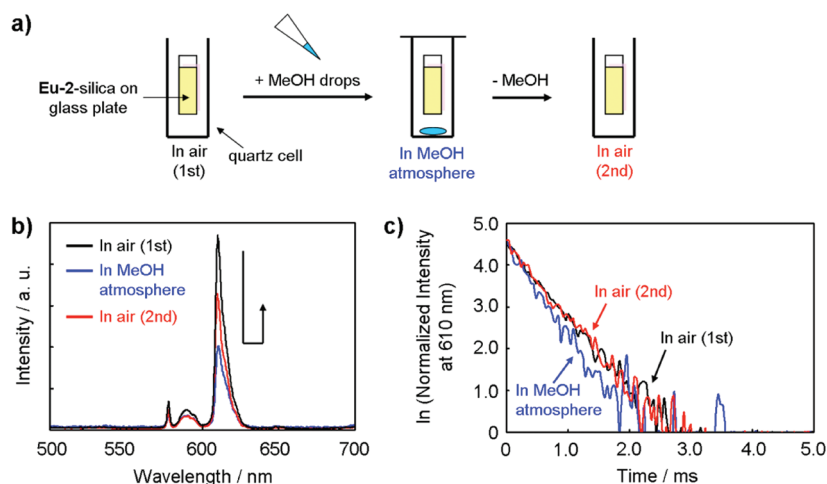 a)
Eu-2-silica on
glass plate
+ MeOH drops
- MeOH
quartz cell
In air
(1st)
In MeOH
atmosphere
In air
(2nd)
b)
In air (1st)
In MeOH
atmosphere
In air (2nd)
Intensity / a. u.
500
550
600
650
700
Wavelength / nm
c)
ln (Normalized Intensity
at 610 nm)
5.0
4.0
3.0
2.0
1.0
0
In air (2nd)
In air (1st)
In MeOH
atmosphere
0
1.0
2.0
3.0
4.0
5.0
Time / ms